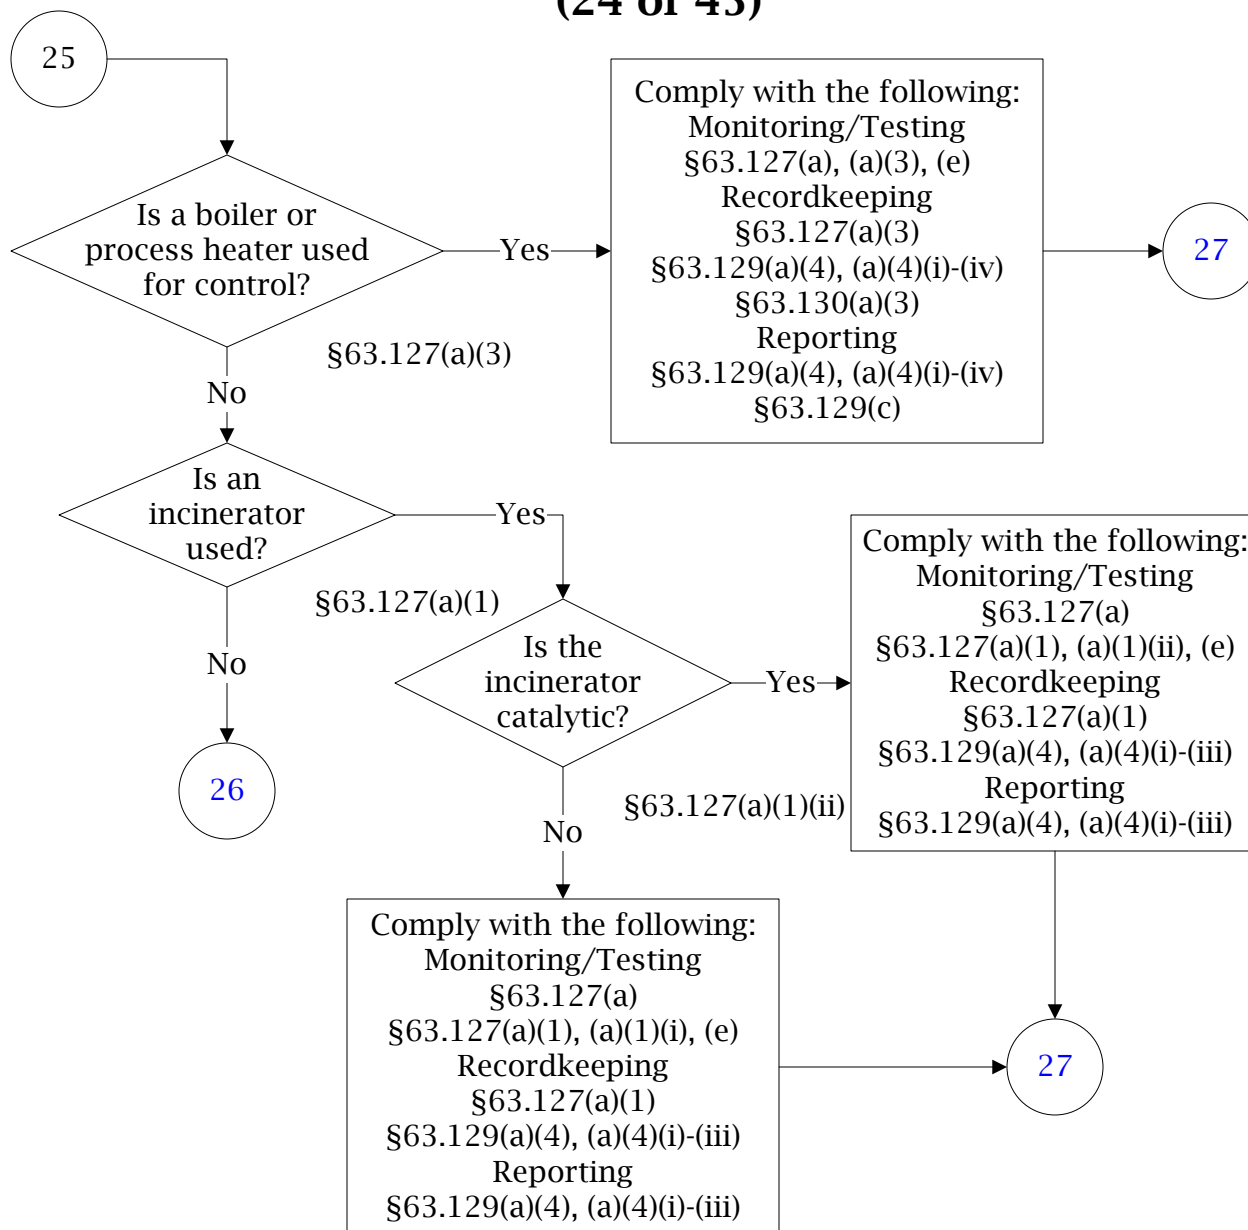 (24 of 43)
25
Is a boiler or
process heater used
for control?
Yes
Comply with the following:
Monitoring/Testing
§63.127(a), (a)(3), (e)
Recordkeeping
§63.127(a)(3)
§63.129(a)(4), (a)(4)(i)-(iv)
§63.130(a)(3)
Reporting
§63.129(a)(4), (a)(4)(i)-(iv)
§63.129(c)
27
§63.127(a)(3)
No
Is an
incinerator
used?
Yes
§63.127(a)(1)
No
26
Is the
incinerator
catalytic?
Yes
Comply with the following:
Monitoring/Testing
§63.127(a)
§63.127(a)(1), (a)(1)(ii), (e)
Recordkeeping
§63.127(a)(1)
§63.129(a)(4), (a)(4)(i)-(iii)
Reporting
§63.129(a)(4), (a)(4)(i)-(iii)
§63.127(a)(1)(ii)
No
Comply with the following:
Monitoring/Testing
§63.127(a)
§63.127(a)(1), (a)(1)(i), (e)
Recordkeeping
§63.127(a)(1)
§63.129(a)(4), (a)(4)(i)-(iii)
Reporting
§63.129(a)(4), (a)(4)(i)-(iii)
27